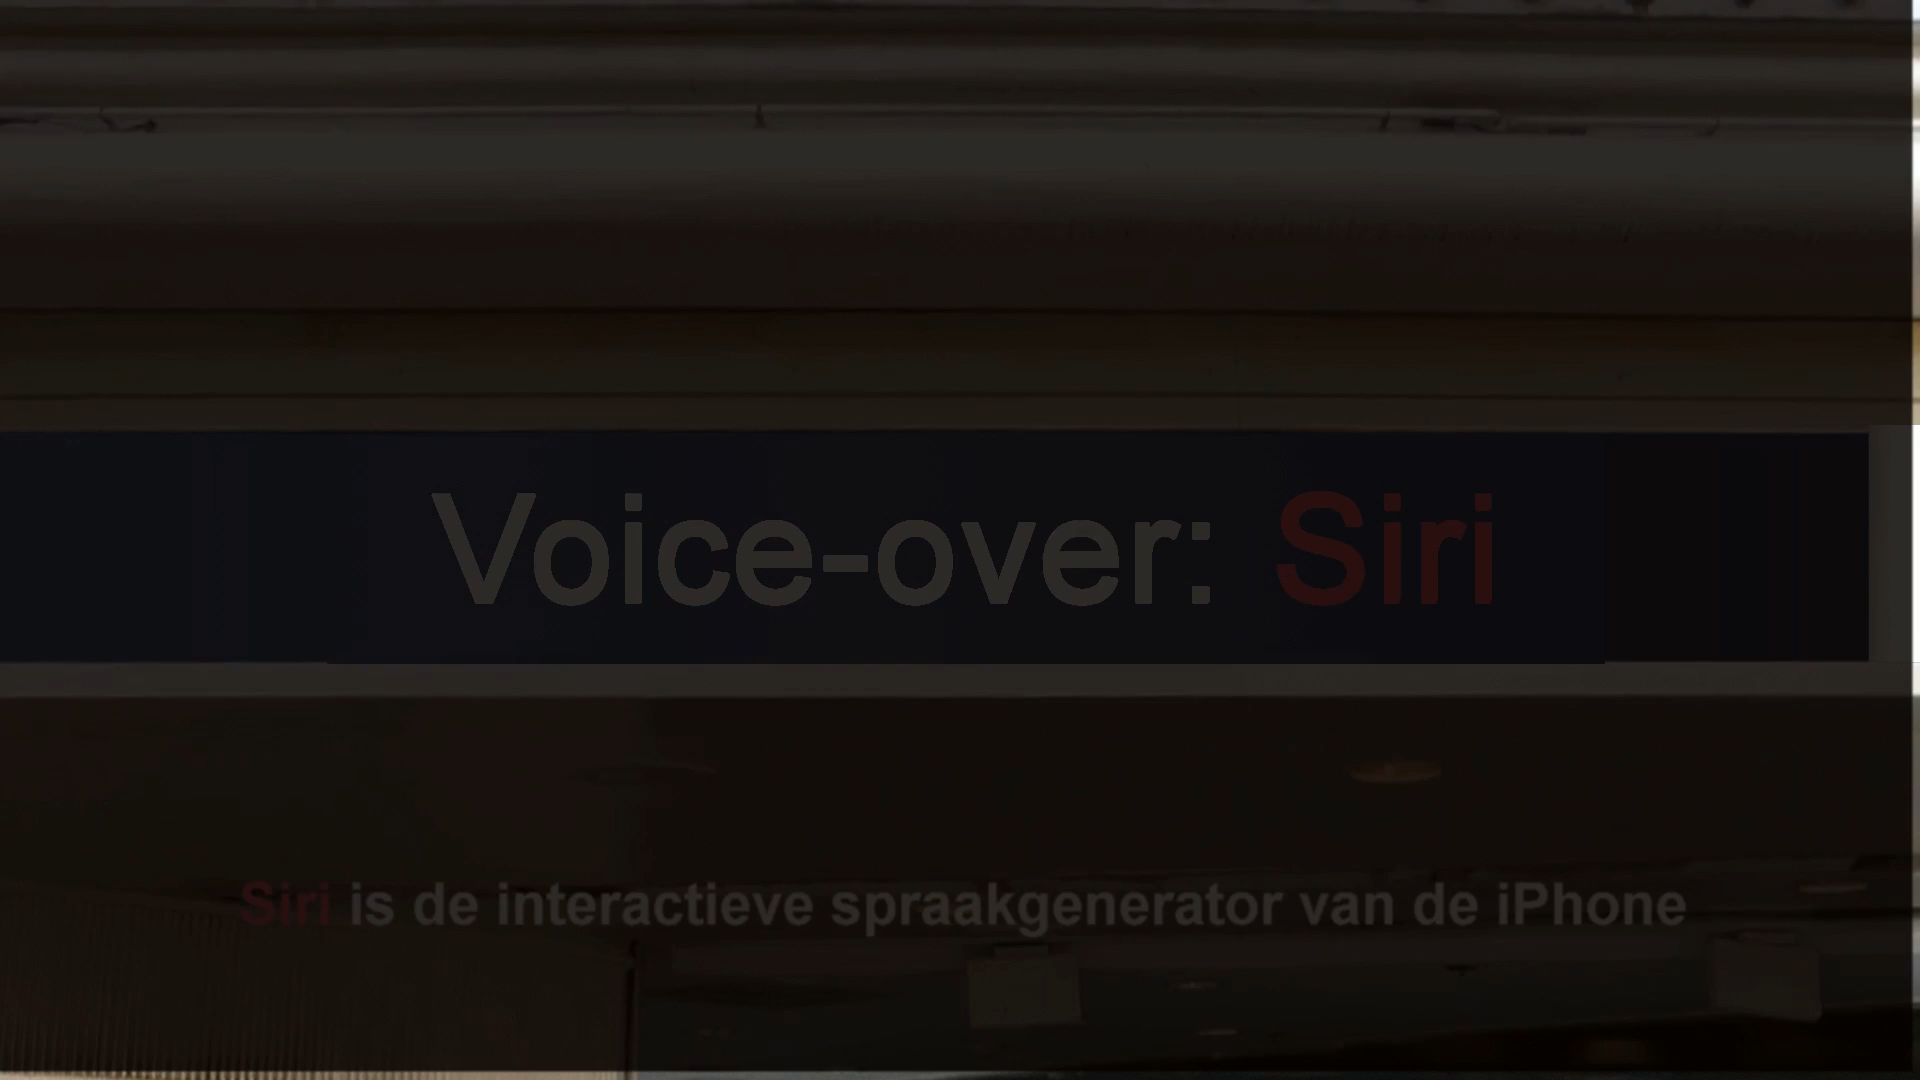 Voice-over: Siri
Siri is de interactieve spraakgenerator van de iPhone